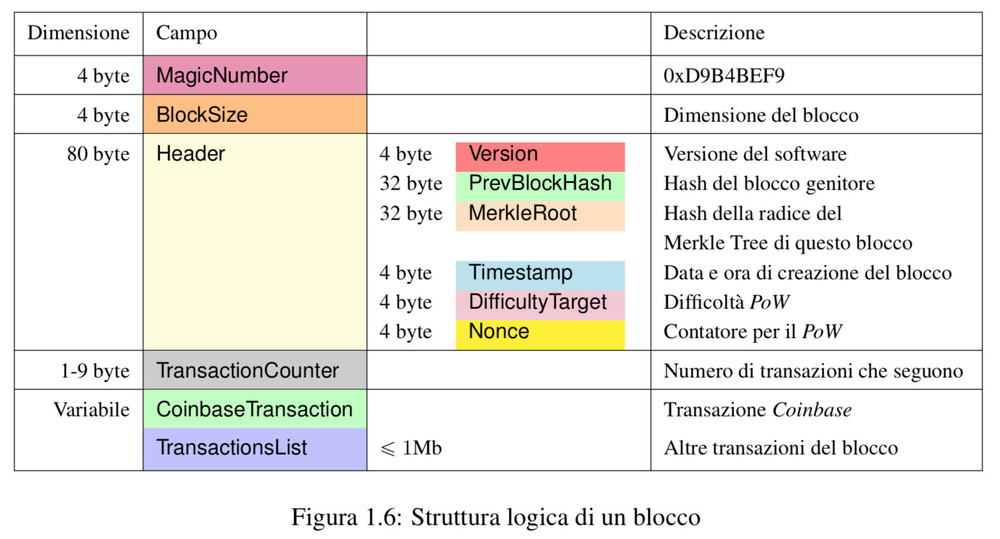 Dimensione Campo Descrizione
4 byte MagicNumber 0xD9B4BEF9
4 byte BlockSize Dimensione del blocco
80 byte Header 4 byte Version Versione del software
32 byte PrevBlockHash Hash del blocco genitore
32 byte MerkleRoot Hash della radice del
Merkle Tree di questo blocco
4 byte Timestamp Data e ora di creazione del blocco
4 byte DifficultyTarget Difficoltà PoW
4 byte Nonce Contatore per il PoW
1-9 byte TransactionCounter Numero di transazioni che seguono
Variabile CoinbaseTransaction Transazione Coinbase
TransactionsList ⩽ 1Mb Altre transazioni del blocco
Figura 1.6: Struttura logica di un blocco